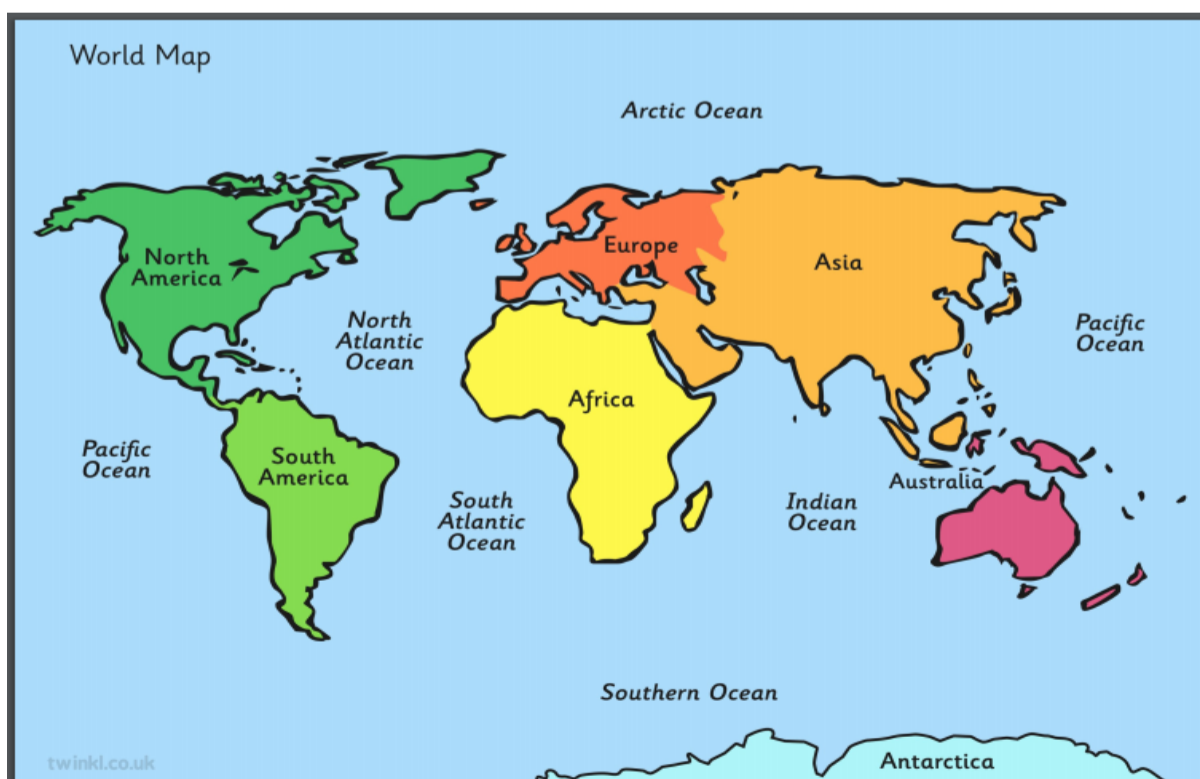 World Map
Arctic Ocean
North
America
Europe
Asia
North
Atlantic
Ocean
Pacific
Ocean
Africa
Pacific
Ocean
South
America
South
Atlantic
Ocean
Indian
Ocean
Australia
Southern Ocean
Antarctica
twinkl.co.uk